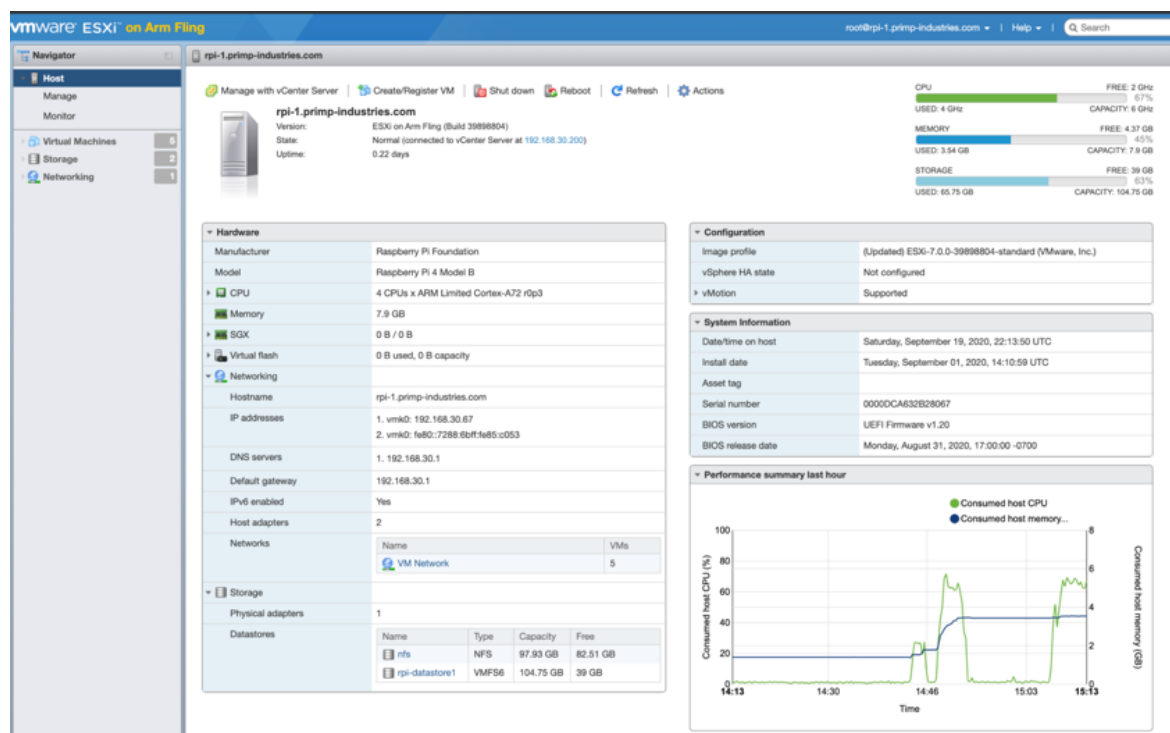 vmware ESXi™ on Arm Fling
root@rpi-1.primp-industries.com | Help | Search
Navigator
Host
Manage
Monitor
Virtual Machines 5
Storage 2
Networking 1
rpi-1.primp-industries.com
Manage with vCenter Server | Create/Register VM | Shut down Reboot | Refresh | Actions
rpi-1.primp-industries.com
Version: ESXi on Arm Fling (Build 39898804)
State: Normal (connected to vCenter Server at 192.168.30.200)
Uptime: 0.22 days
CPU FREE: 2 GHz
67%
USED: 4 GHz CAPACITY: 6 GHz
MEMORY FREE: 4.37 GB
45%
USED: 3.54 GB CAPACITY: 7.9 GB
STORAGE FREE: 39 GB
63%
USED: 65.75 GB CAPACITY: 104.75 GB
Hardware
Manufacturer Raspberry Pi Foundation
Model Raspberry Pi 4 Model B
CPU 4 CPUs x ARM Limited Cortex-A72 r0p3
Memory 7.9 GB
SGX 0 B / 0 B
Virtual flash 0 B used, 0 B capacity
Networking
Hostname rpi-1.primp-industries.com
IP addresses 1. vmk0: 192.168.30.67
2. vmk0: fe80::7288:6bff:fe85:c053
DNS servers 1. 192.168.30.1
Default gateway 192.168.30.1
IPv6 enabled Yes
Host adapters 2
Networks Name VMs
VM Network 5
Storage
Physical adapters 1
Datastores Name Type Capacity Free
nfs NFS 97.93 GB 82.51 GB
rpi-datastore1 VMFS6 104.75 GB 39 GB
Configuration
Image profile (Updated) ESXi-7.0.0-39898804-standard (VMware, Inc.)
vSphere HA state Not configured
vMotion Supported
System Information
Date/time on host Saturday, September 19, 2020, 22:13:50 UTC
Install date Tuesday, September 01, 2020, 14:10:59 UTC
Asset tag
Serial number 0000DCA632B28067
BIOS version UEFI Firmware v1.20
BIOS release date Monday, August 31, 2020, 17:00:00 -0700
Performance summary last hour
Consumed host CPU
Consumed host memory...
Consumed host CPU (%)
100
80
60
40
20
0
8
6
4
2
0
Consumed host memory (GB)
14:13 14:30 14:46 15:03 15:13
Time